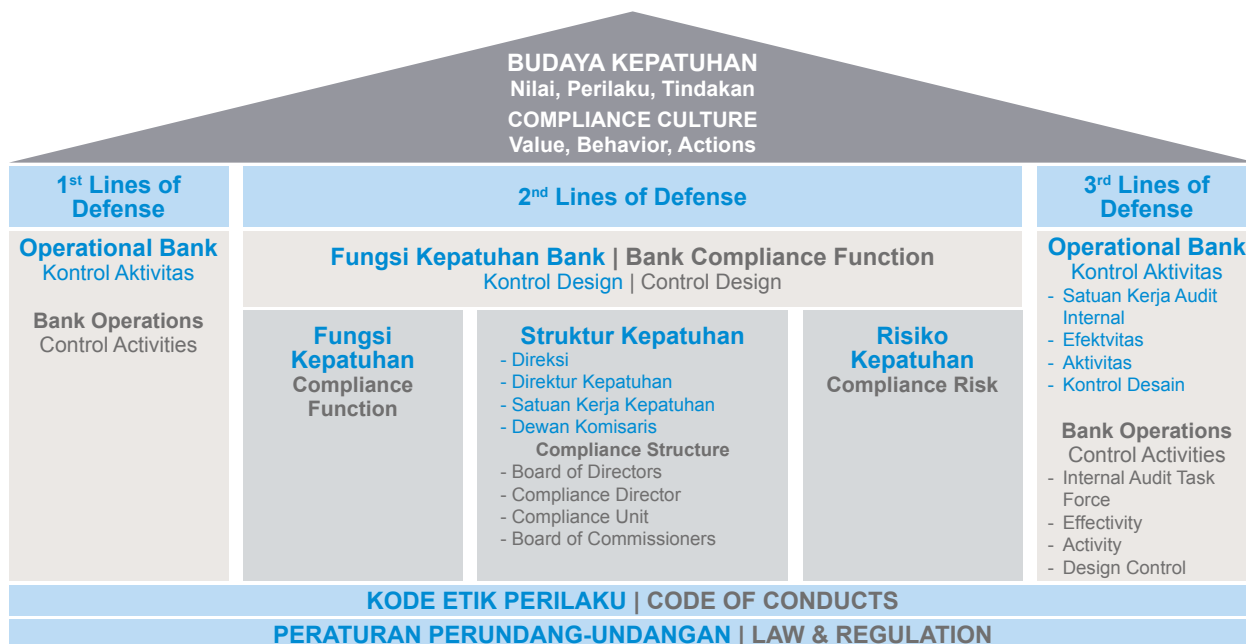 BUDAYA KEPATUHAN
Nilai, Perilaku, Tindakan
COMPLIANCE CULTURE
Value, Behavior, Actions
1st Lines of
Defense
2nd Lines of Defense
3rd Lines of
Defense
Operational Bank
Kontrol Aktivitas
Bank Operations
Control Activities
Fungsi Kepatuhan Bank | Bank Compliance Function
Kontrol Design | Control Design
Fungsi
Kepatuhan
Compliance
Function
Struktur Kepatuhan
- Direksi
- Direktur Kepatuhan
- Satuan Kerja Kepatuhan
- Dewan Komisaris
Compliance Structure
- Board of Directors
- Compliance Director
- Compliance Unit
- Board of Commissioners
Risiko
Kepatuhan
Compliance Risk
Operational Bank
Kontrol Aktivitas
- Satuan Kerja Audit
Internal
- Efektvitas
- Aktivitas
- Kontrol Desain
Bank Operations
Control Activities
- Internal Audit Task
Force
- Effectivity
- Activity
- Design Control
KODE ETIK PERILAKU | CODE OF CONDUCTS
PERATURAN PERUNDANG-UNDANGAN | LAW & REGULATION